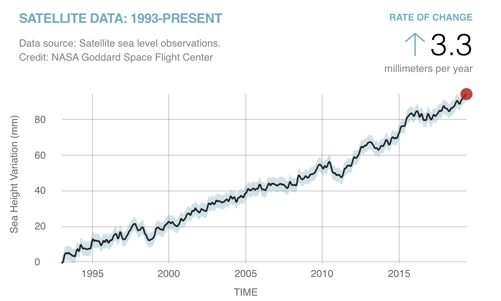 SATELLITE DATA: 1993-PRESENT
Data source: Satellite sea level observations.
Credit: NASA Goddard Space Flight Center
RATE OF CHANGE
↑ 3.3
millimeters per year
Sea Height Variation (mm)
80
60
40
20
0
1995 2000 2005 2010 2015
TIME